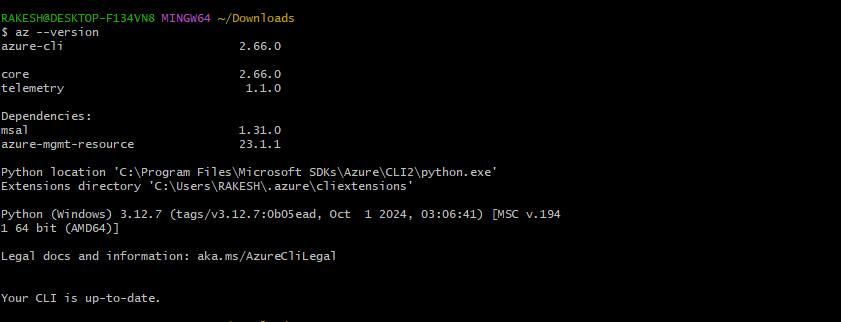 RAKESH@DESKTOP-F134VN8 MINGW64 ~/Downloads
$ az --version
azure-cli                         2.66.0
core                              2.66.0
telemetry                          1.1.0
Dependencies:
msal                              1.31.0
azure-mgmt-resource               23.1.1
Python location 'C:\Program Files\Microsoft SDKs\Azure\CLI2\python.exe'
Extensions directory 'C:\Users\RAKESH\.azure\cliextensions'
Python (Windows) 3.12.7 (tags/v3.12.7:0b05ead, Oct  1 2024, 03:06:41) [MSC v.194
1 64 bit (AMD64)]
Legal docs and information: aka.ms/AzureCliLegal
Your CLI is up-to-date.